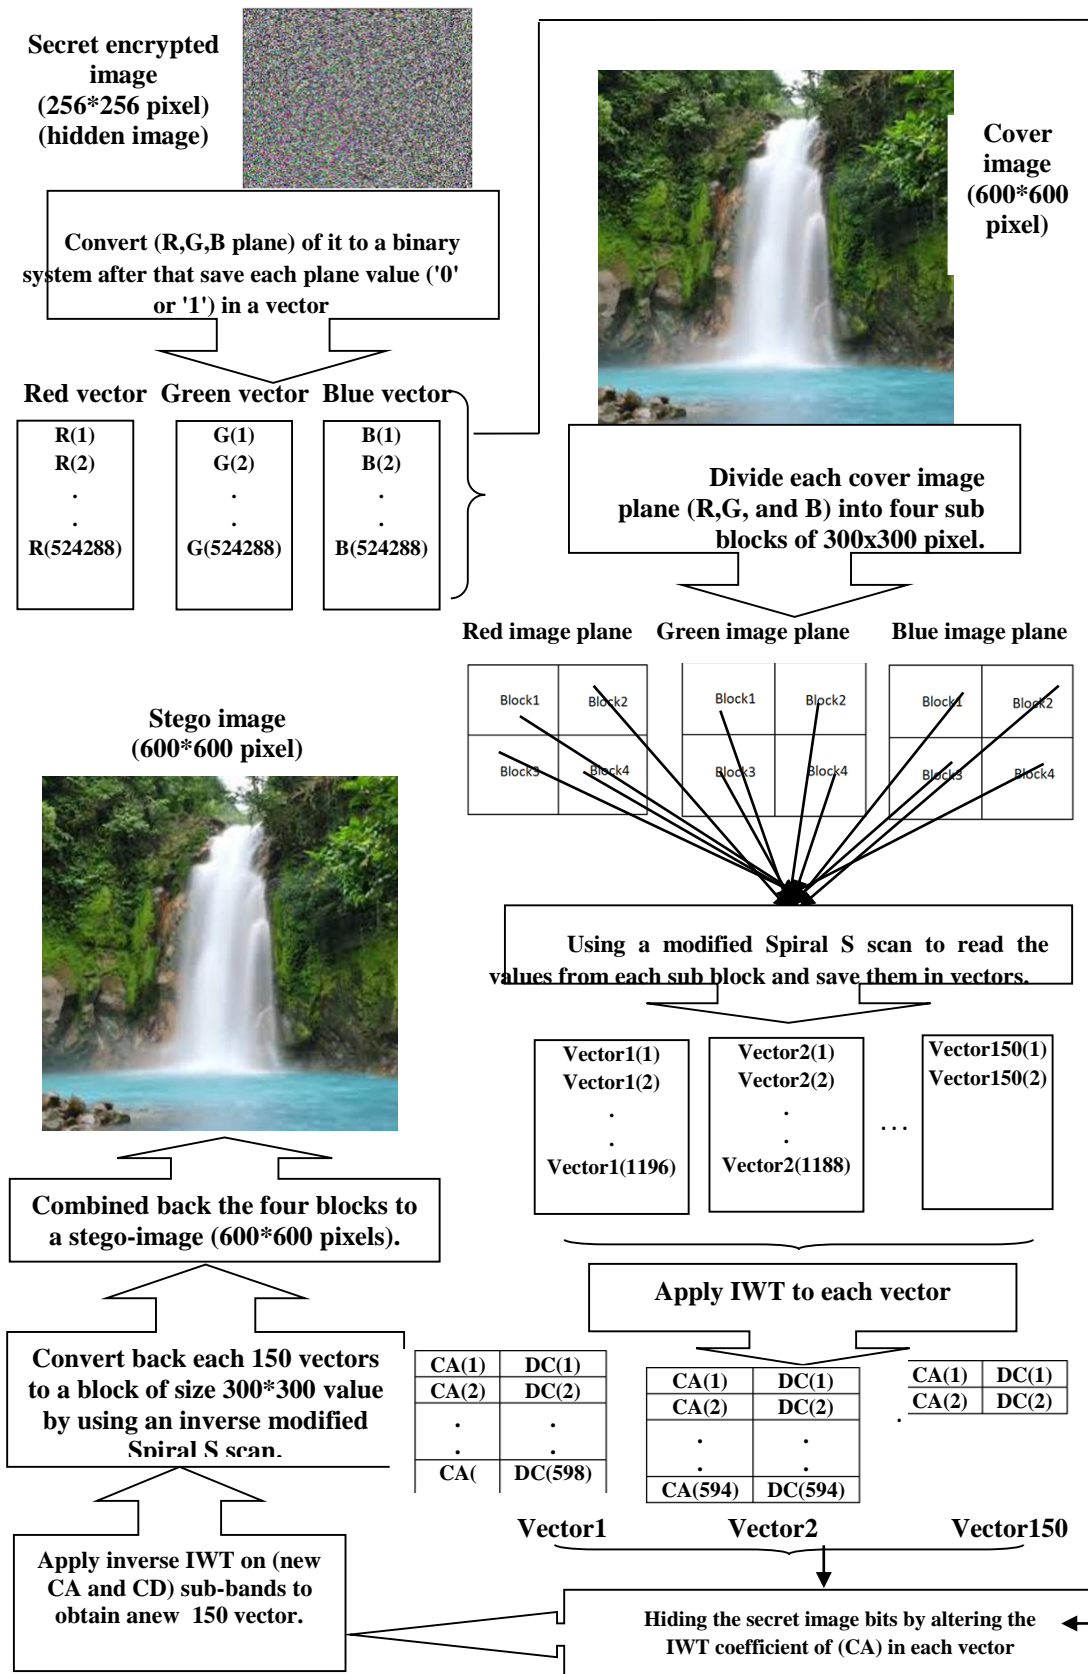 Secret encrypted
image
(256*256 pixel)
(hidden image)
Cover
image
(600*600
pixel)
Convert (R,G,B plane) of it to a binary
system after that save each plane value ('0'
or '1') in a vector
Red vector Green vector Blue vector
R(1)
R(2)
.
.
R(524288)
G(1)
G(2)
.
.
G(524288)
B(1)
B(2)
.
.
B(524288)
Divide each cover image
plane (R,G, and B) into four sub
blocks of 300x300 pixel.
Red image plane Green image plane Blue image plane
Block1 Block2
Block3 Block4
Block1 Block2
Block3 Block4
Block1 Block2
Block3 Block4
Using a modified Spiral S scan to read the
values from each sub block and save them in vectors.
Vector1(1)
Vector1(2)
.
.
Vector1(1196)
Vector2(1)
Vector2(2)
.
.
Vector2(1188)
...
Vector150(1)
Vector150(2)
Apply IWT to each vector
CA(1) DC(1)
CA(2) DC(2)
. .
. .
CA( DC(598)
CA(1) DC(1)
CA(2) DC(2)
. .
. .
CA(594) DC(594)
.
CA(1) DC(1)
CA(2) DC(2)
Vector1 Vector2 Vector150
Hiding the secret image bits by altering the
IWT coefficient of (CA) in each vector
Apply inverse IWT on (new
CA and CD) sub-bands to
obtain anew 150 vector.
Convert back each 150 vectors
to a block of size 300*300 value
by using an inverse modified
Spiral S scan.
Combined back the four blocks to
a stego-image (600*600 pixels).
Stego image
(600*600 pixel)